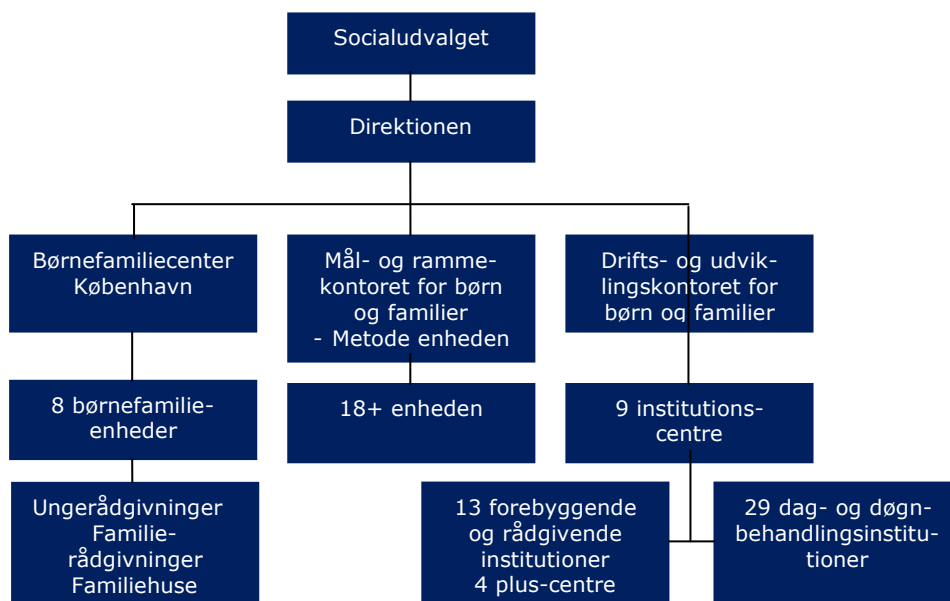 Socialudvalget
Direktionen
Børnefamiliecenter
København
Mål- og ramme-
kontoret for børn
og familier
- Metode enheden
Drifts- og udvik-
lingskontoret for
børn og familier
8 børnefamilie-
enheder
18+ enheden
9 institutions-
centre
Ungerådgivninger
Familie-
rådgivninger
Familiehuse
13 forebyggende
og rådgivende
institutioner
4 plus-centre
29 dag- og døgn-
behandlingsinstitu-
tioner